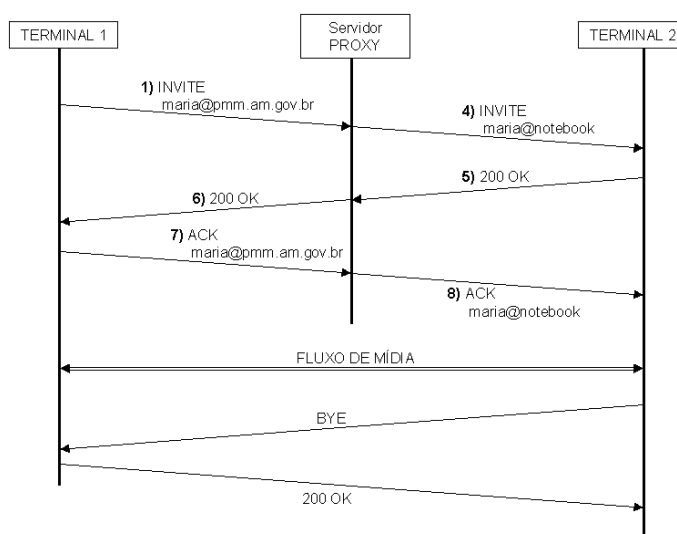 TERMINAL 1
Servidor
PROXY
TERMINAL 2
1) INVITE
maria@pmm.am.gov.br
4) INVITE
maria@notebook
5) 200 OK
6) 200 OK
7) ACK
maria@pmm.am.gov.br
8) ACK
maria@notebook
FLUXO DE MÍDIA
BYE
200 OK